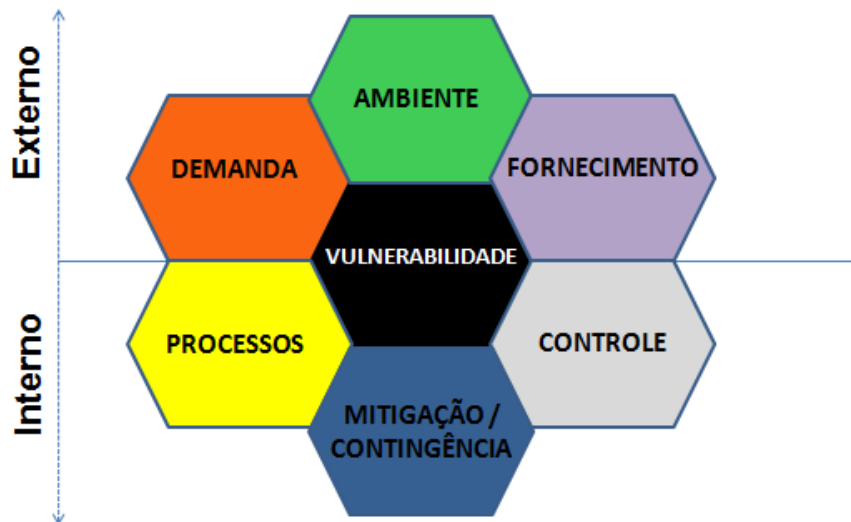 Externo
AMBIENTE
DEMANDA
FORNECIMENTO
VULNERABILIDADE
Interno
PROCESSOS
CONTROLE
MITIGAÇÃO /
CONTINGÊNCIA